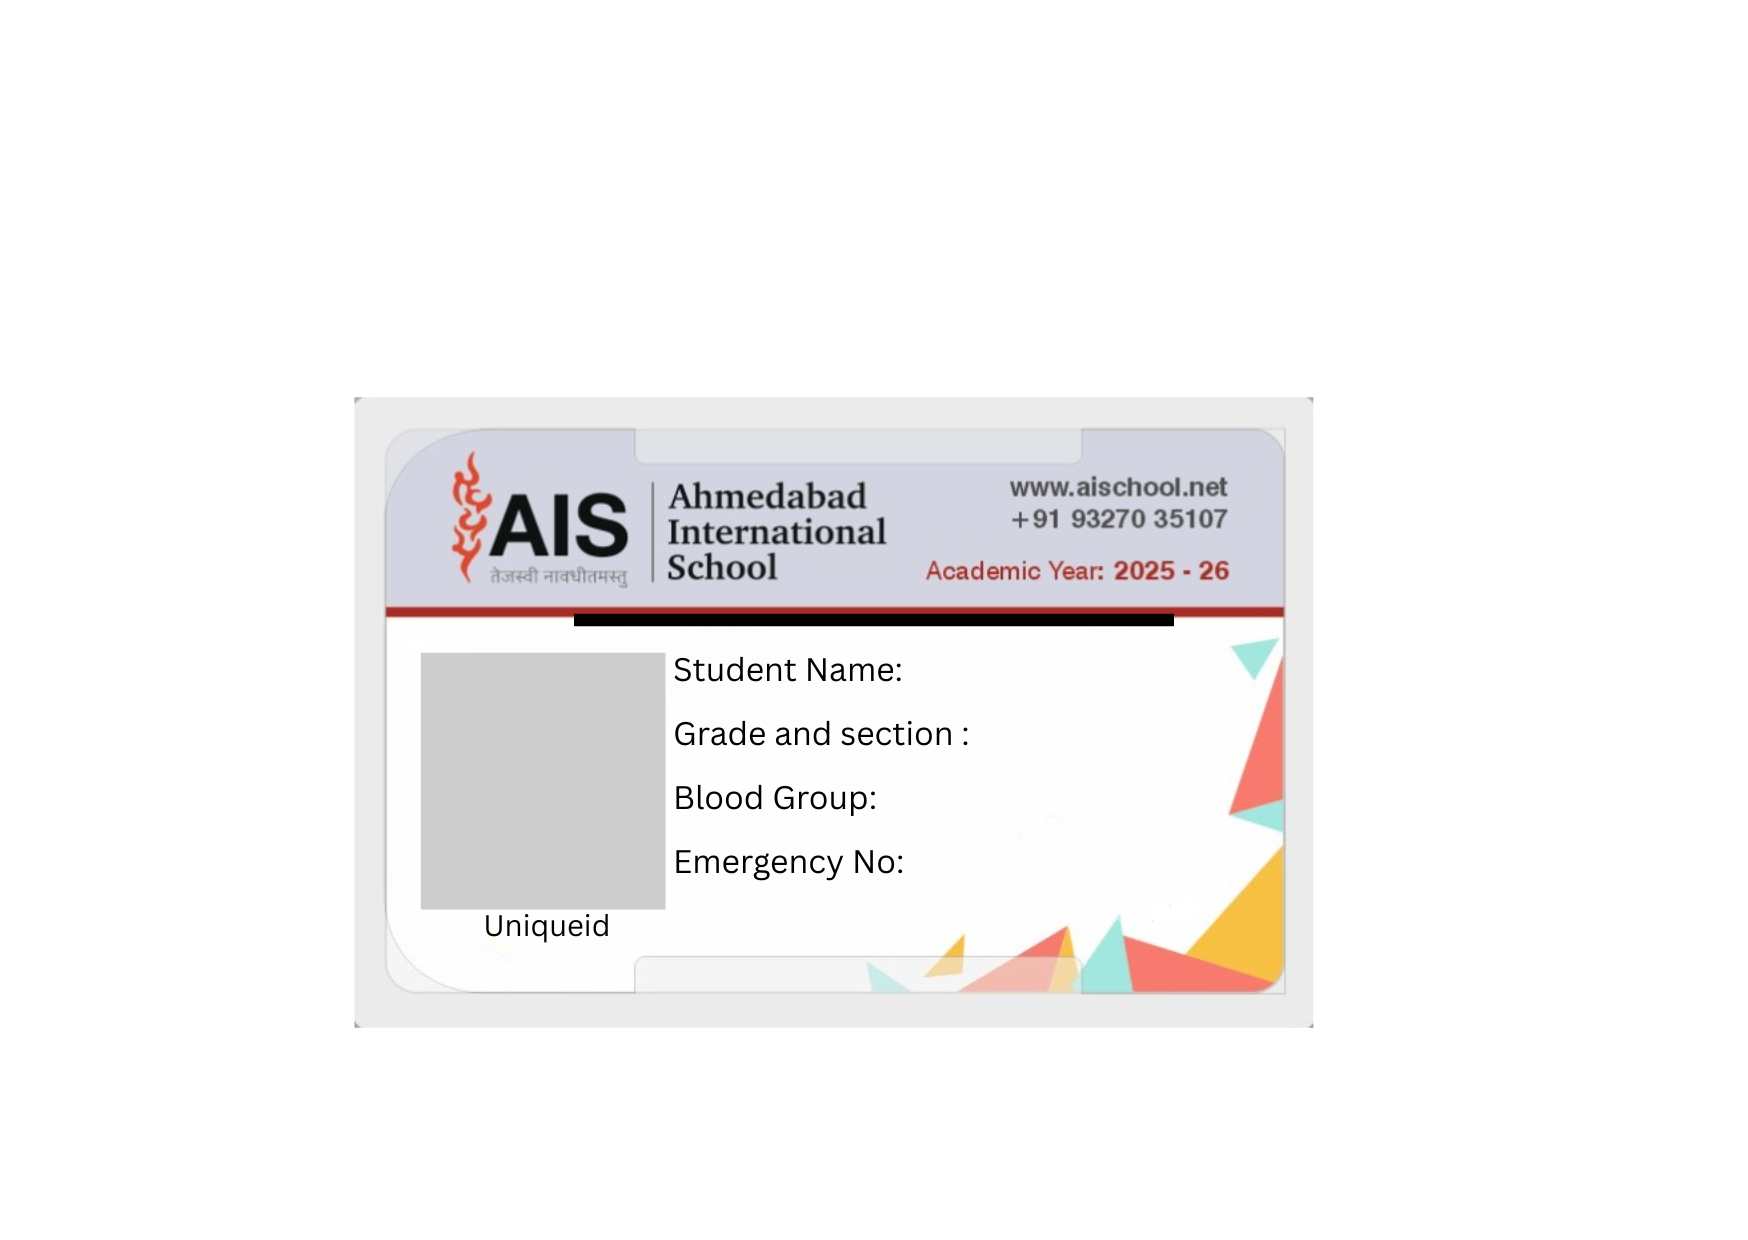 AIS
तेजस्वी नावधीतमस्तु
Ahmedabad
International
School
www.aischool.net
+91 93270 35107
Academic Year: 2025 - 26
Student Name:
Grade and section :
Blood Group:
Emergency No:
Uniqueid